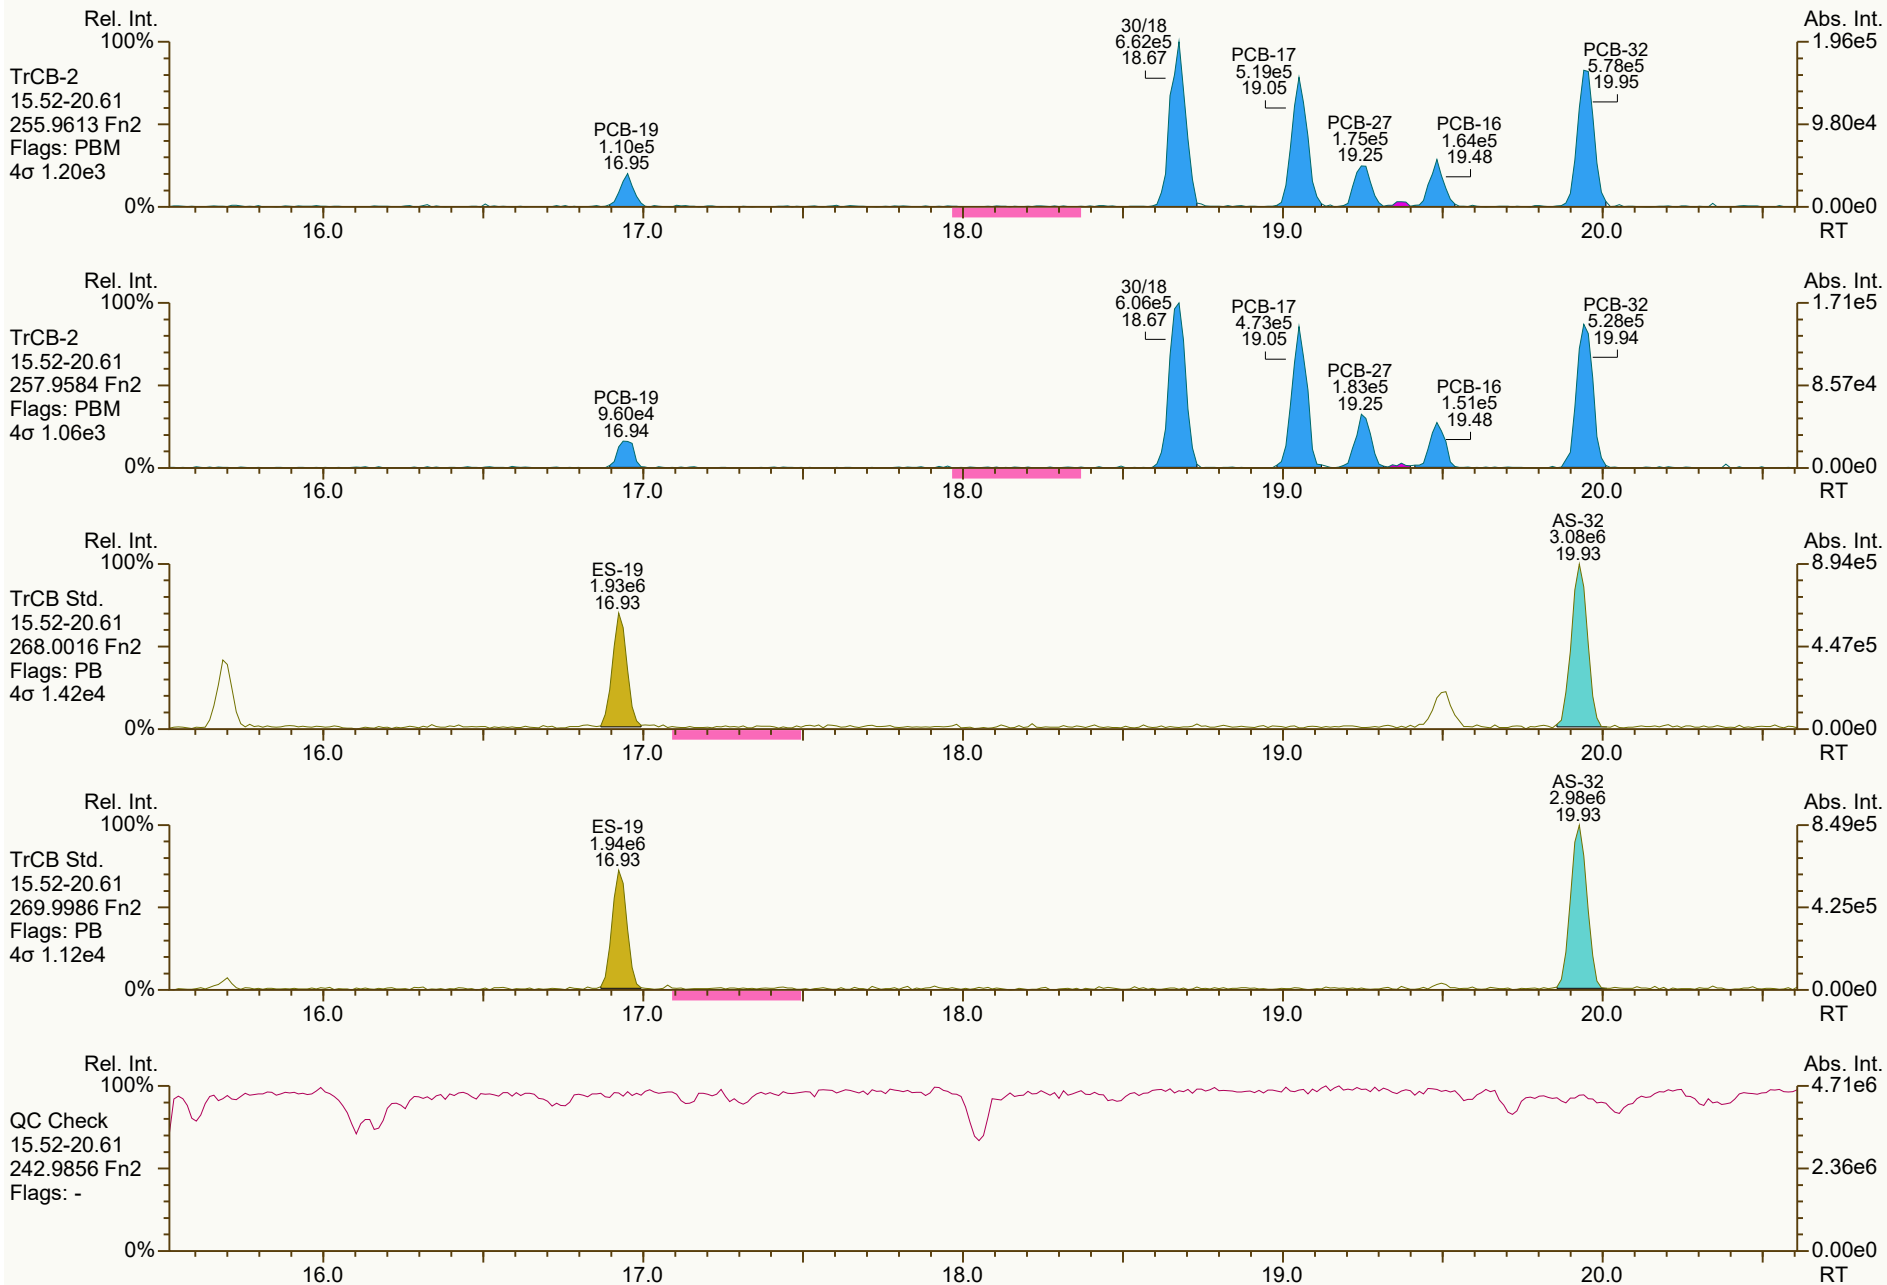 Rel. Int.
Abs. Int.
100%
1.96e5
TrCB-2
15.52-20.61
255.9613 Fn2
Flags: PBM
4σ 1.20e3
PCB-19
1.10e5
16.95
30/18
6.62e5
18.67
PCB-17
5.19e5
19.05
PCB-27
1.75e5
19.25
PCB-16
1.64e5
19.48
PCB-32
5.78e5
19.95
9.80e4
0%
0.00e0
16.0 17.0 18.0 19.0 20.0 RT
Rel. Int.
Abs. Int.
100%
1.71e5
TrCB-2
15.52-20.61
257.9584 Fn2
Flags: PBM
4σ 1.06e3
PCB-19
9.60e4
16.94
30/18
6.06e5
18.67
PCB-17
4.73e5
19.05
PCB-27
1.83e5
19.25
PCB-16
1.51e5
19.48
PCB-32
5.28e5
19.94
8.57e4
0%
0.00e0
16.0 17.0 18.0 19.0 20.0 RT
Rel. Int.
Abs. Int.
100%
8.94e5
TrCB Std.
15.52-20.61
268.0016 Fn2
Flags: PB
4σ 1.42e4
ES-19
1.93e6
16.93
AS-32
3.08e6
19.93
4.47e5
0%
0.00e0
16.0 17.0 18.0 19.0 20.0 RT
Rel. Int.
Abs. Int.
100%
8.49e5
TrCB Std.
15.52-20.61
269.9986 Fn2
Flags: PB
4σ 1.12e4
ES-19
1.94e6
16.93
AS-32
2.98e6
19.93
4.25e5
0%
0.00e0
16.0 17.0 18.0 19.0 20.0 RT
Rel. Int.
Abs. Int.
100%
4.71e6
QC Check
15.52-20.61
242.9856 Fn2
Flags: -
2.36e6
0%
0.00e0
16.0 17.0 18.0 19.0 20.0 RT